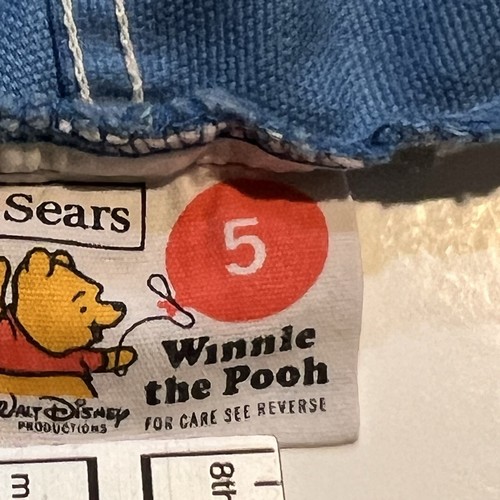 Sears
5
Winnie
the Pooh
WALT DISNEY
PRODUCTIONS
FOR CARE SEE REVERSE
m
8th